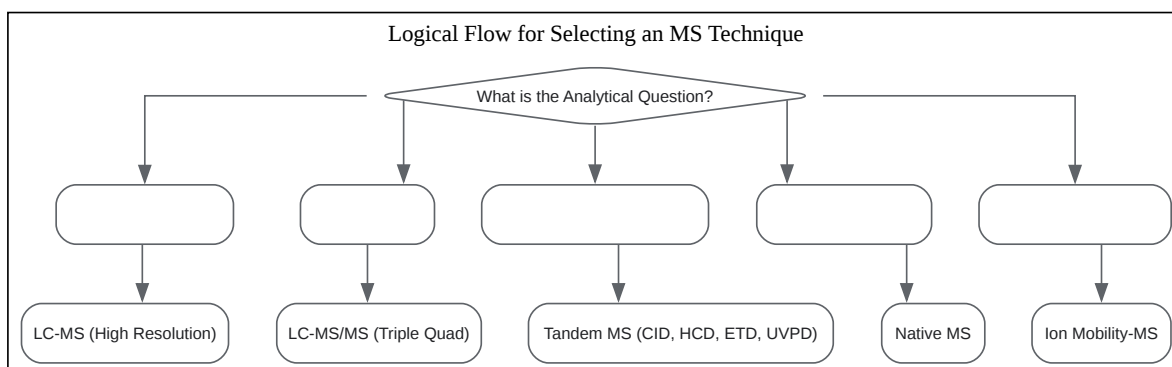 Logical Flow for Selecting an MS Technique
What is the Analytical Question?
LC-MS (High Resolution)
LC-MS/MS (Triple Quad)
Tandem MS (CID, HCD, ETD, UVPD)
Native MS
Ion Mobility-MS